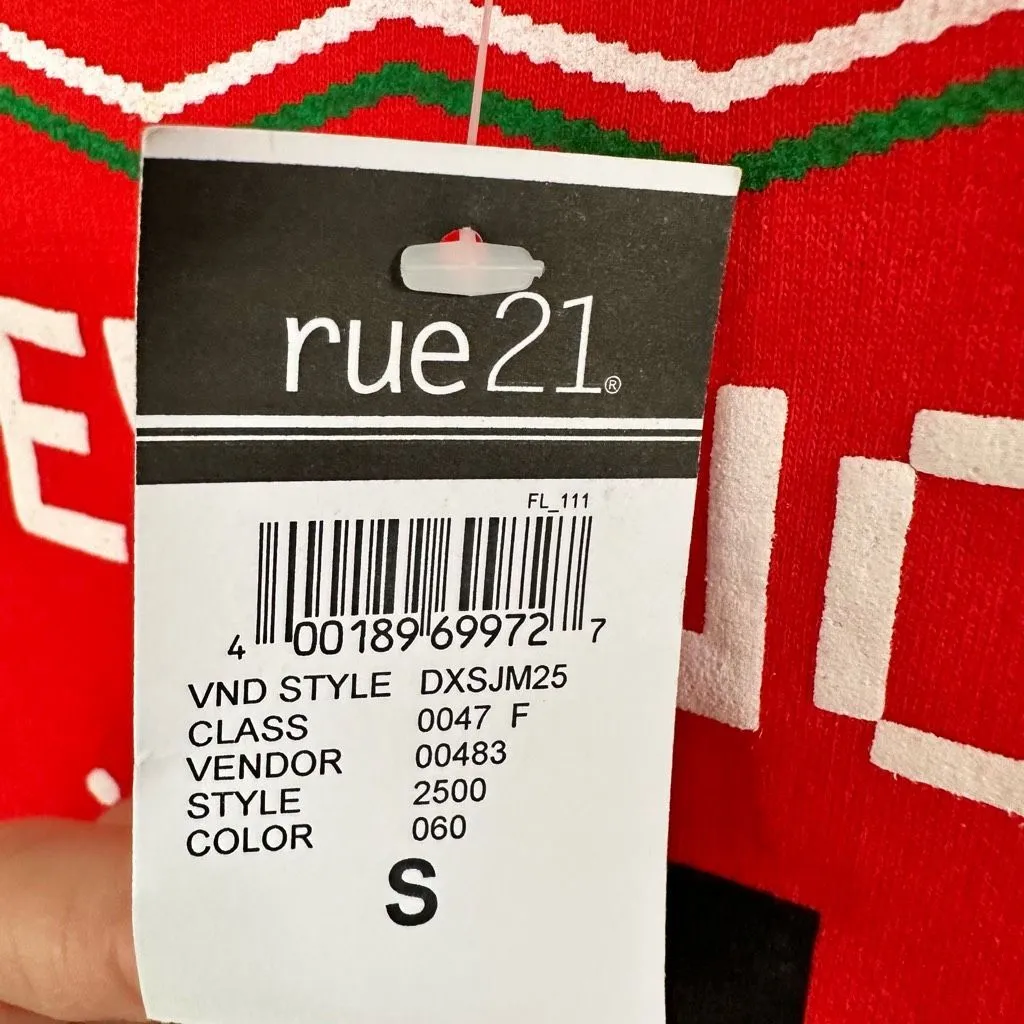 rue21®
FL_111
4 00189 69972 7
VND STYLE DXSJM25
CLASS 0047 F
VENDOR 00483
STYLE 2500
COLOR 060
S